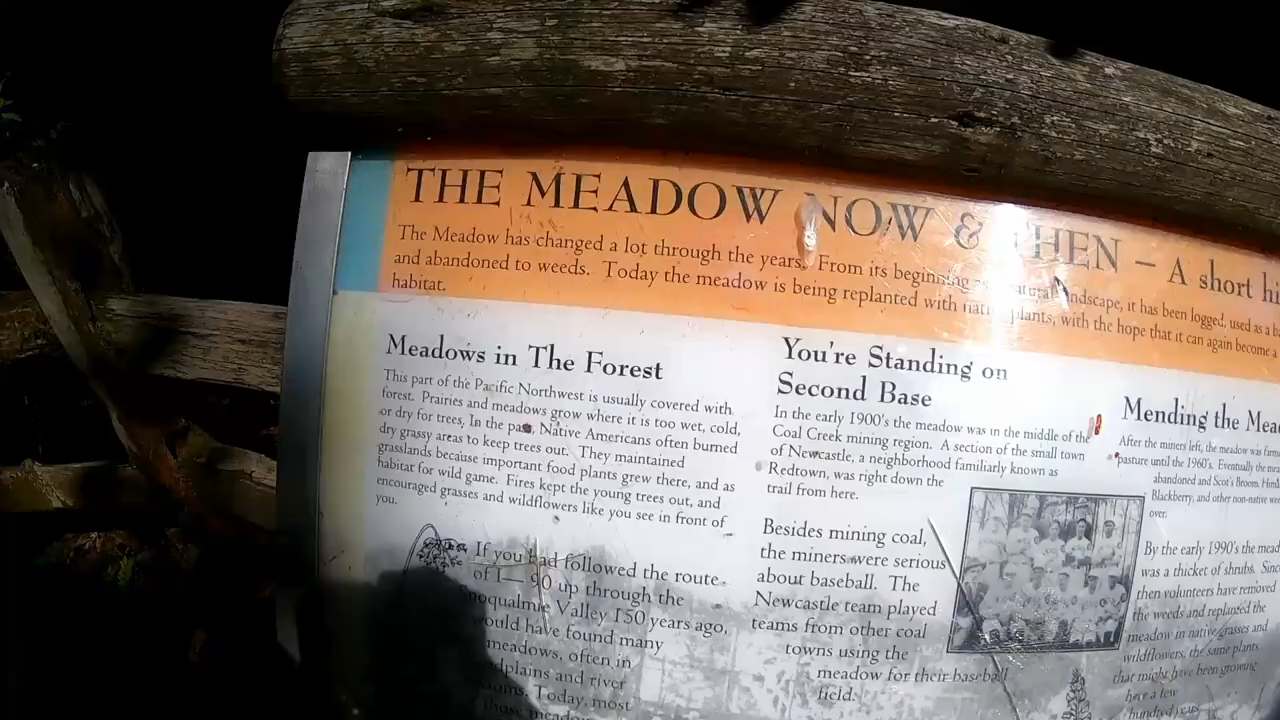 THE MEADOW NOW & THEN – A short hi
The Meadow has changed a lot through the years. From its beginning landscape, it has been logged, used as a
and abandoned to weeds. Today the meadow is being replanted with native plants, with the hope that it can again become a
habitat.
Meadows in The Forest
This part of the Pacific Northwest is usually covered with
forest. Prairies and meadows grow where it is too wet, cold,
or dry for trees, In the past, Native Americans often burned
dry grassy areas to keep trees out. They maintained
grasslands because important food plants grew there, and as
habitat for wild game. Fires kept the young trees out, and
encouraged grasses and wildflowers like you see in front of
you.
If you had followed the route
of I– 90 up through the
Snoqualmie Valley 150 years ago,
would have found many
meadows, often in
and river
Today, most
those
You're Standing on
Second Base
In the early 1900's the meadow was in the middle of the
Coal Creek mining region. A section of the small town
of Newcastle, a neighborhood familiarly known as
Redtown, was right down the
trail from here.
Besides mining coal,
the miners were serious
about baseball. The
Newcastle team played
teams from other coal
towns using the
meadow for their baseball
field.
Mending the Mea
After the miners left, the meadow was
pasture until the 1960's. Eventually the
abandoned and Scot's Broom,
Blackberry, and other non-native
over.
By the early 1990's the
was a thicket of shrubs. Sinc
then volunteers have removed
the weeds and replanted the
meadow in native grasses and
wildflowers, the same plants
that might have been growing
here a few
hundred years